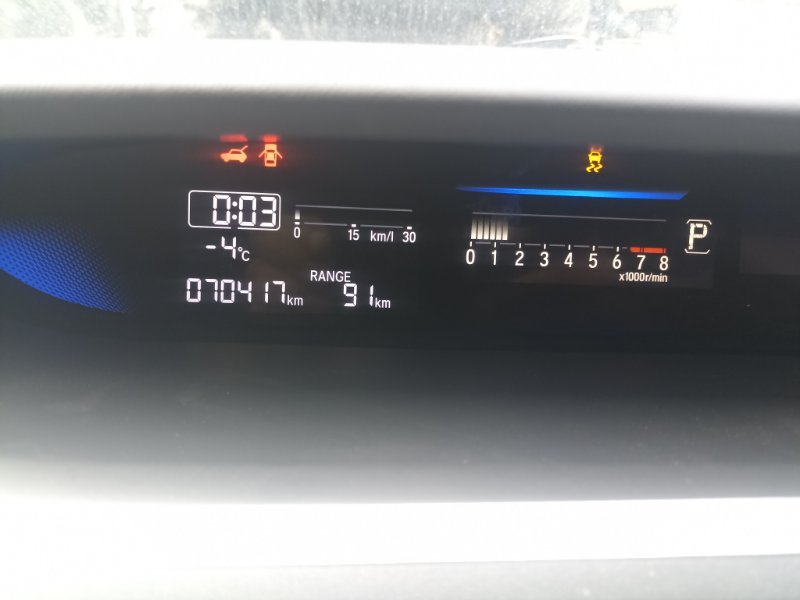 0:03
0 15 km/l 30
-4°C
RANGE
070417km 91km
P
0 1 2 3 4 5 6 7 8
x1000r/min